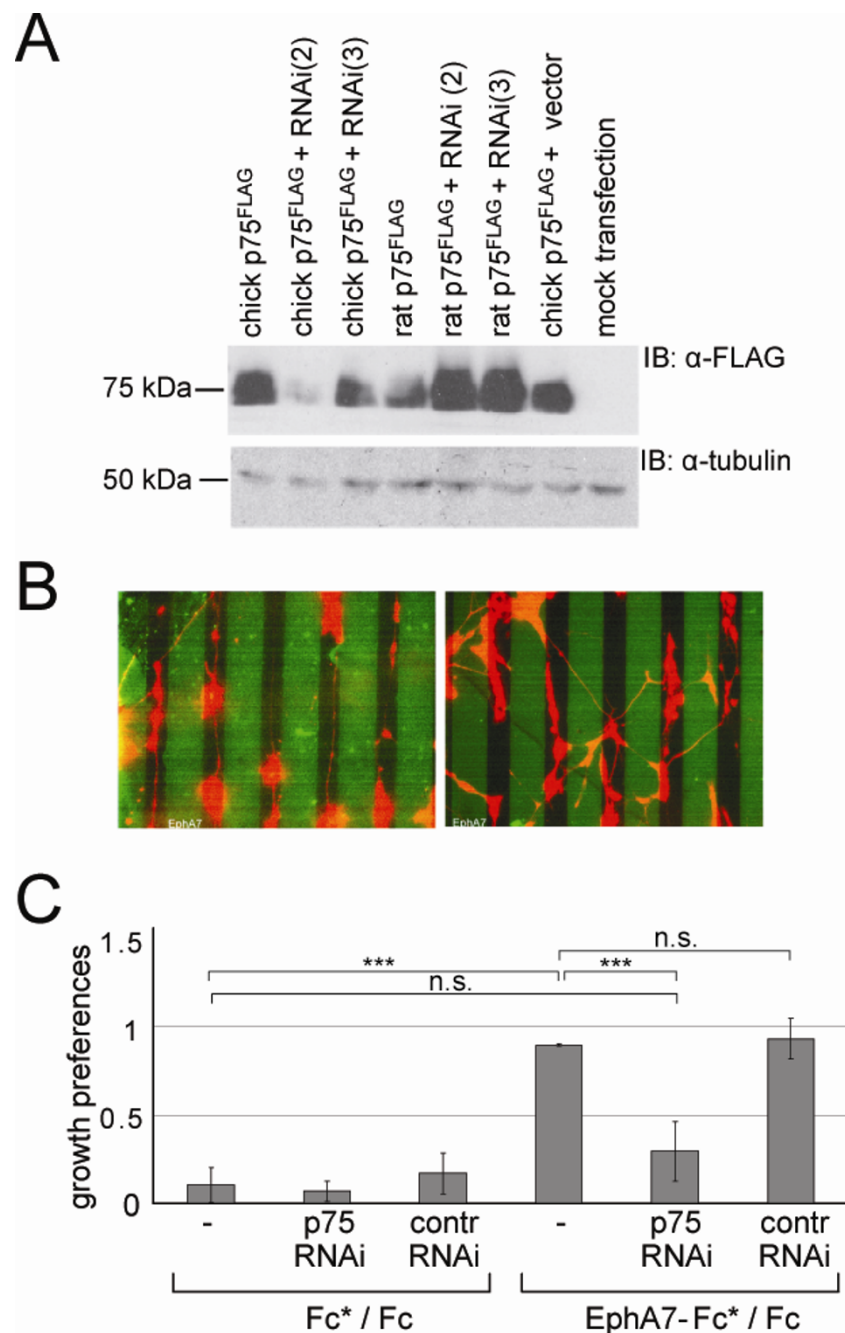 A
chick p75FLAG
chick p75FLAG + RNAi(2)
chick p75FLAG + RNAi(3)
rat p75FLAG
rat p75FLAG + RNAi (2)
rat p75FLAG + RNAi(3)
chick p75FLAG + vector
mock transfection
IB: α-FLAG
75 kDa
IB: α-tubulin
50 kDa
B
EphA7
EphA7
C
growth preferences
1.5
1
0.5
0
n.s.
***
***
n.s.
-
p75 RNAi
contr RNAi
-
p75 RNAi
contr RNAi
Fc* / Fc
EphA7-Fc* / Fc